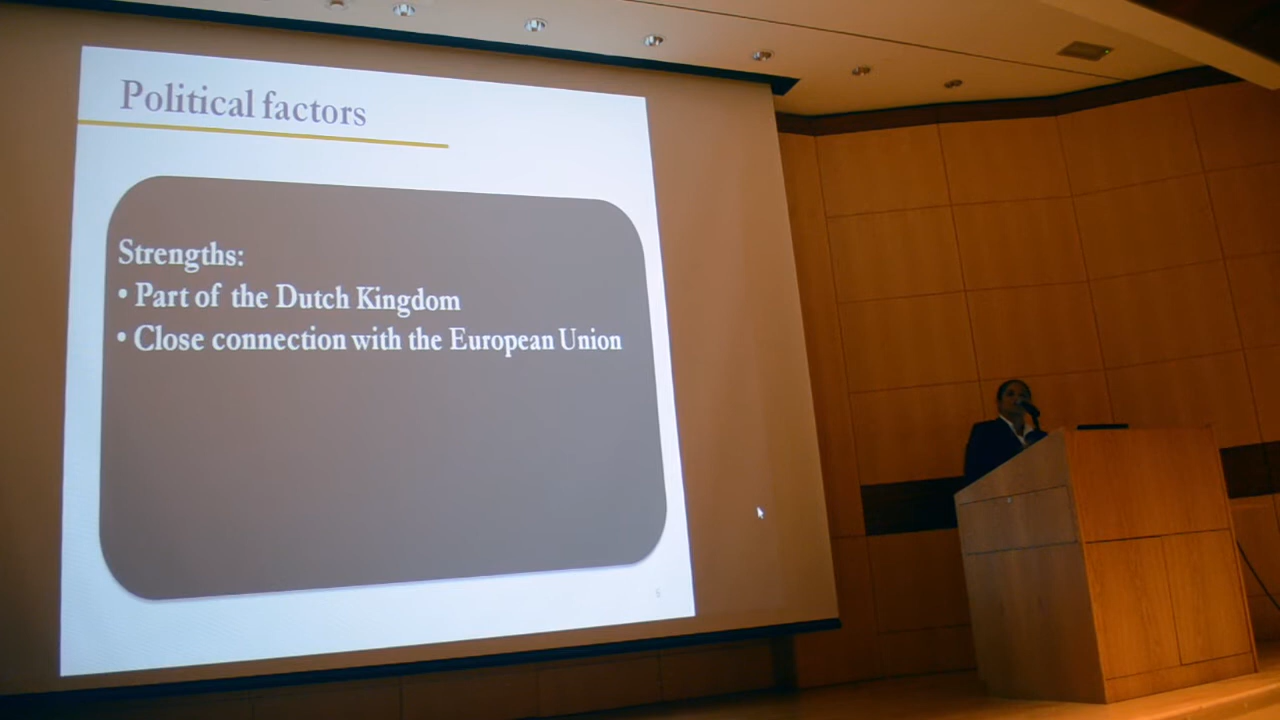 Political factors
Strengths:
• Part of the Dutch Kingdom
• Close connection with the European Union